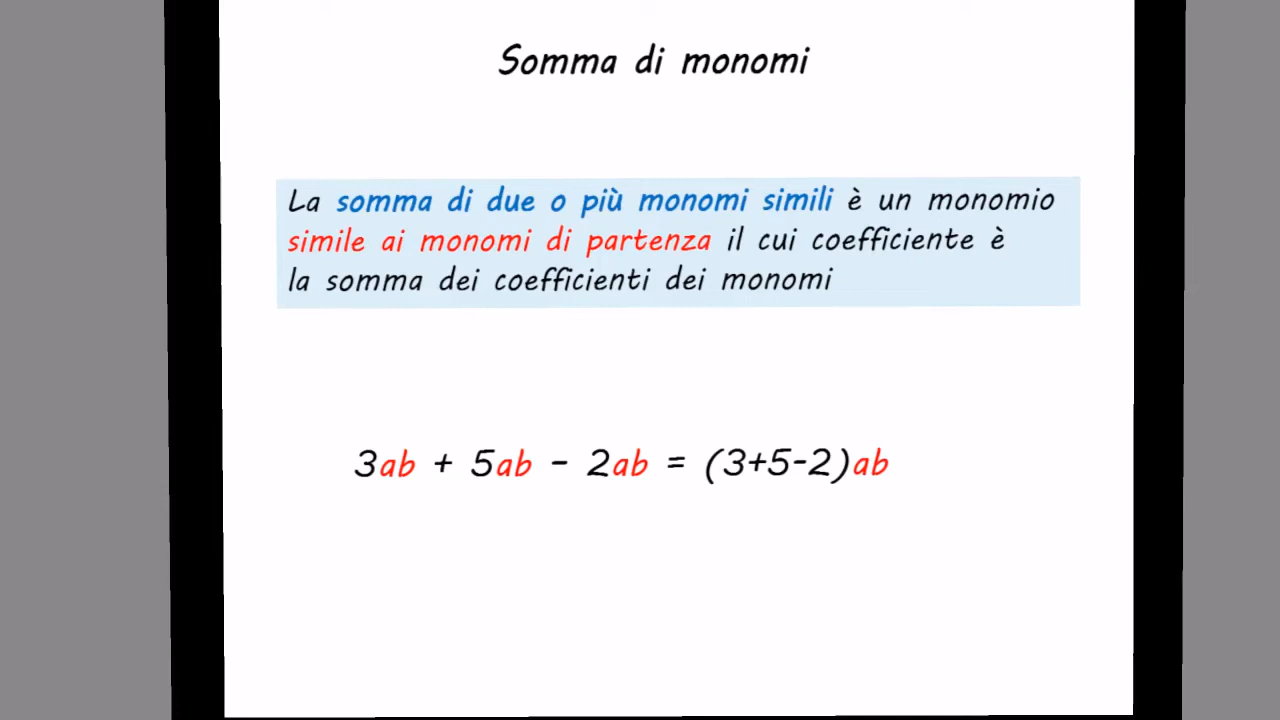 Somma di monomi
La somma di due o più monomi simili è un monomio
simile ai monomi di partenza il cui coefficiente è
la somma dei coefficienti dei monomi
3ab + 5ab - 2ab = (3+5-2)ab